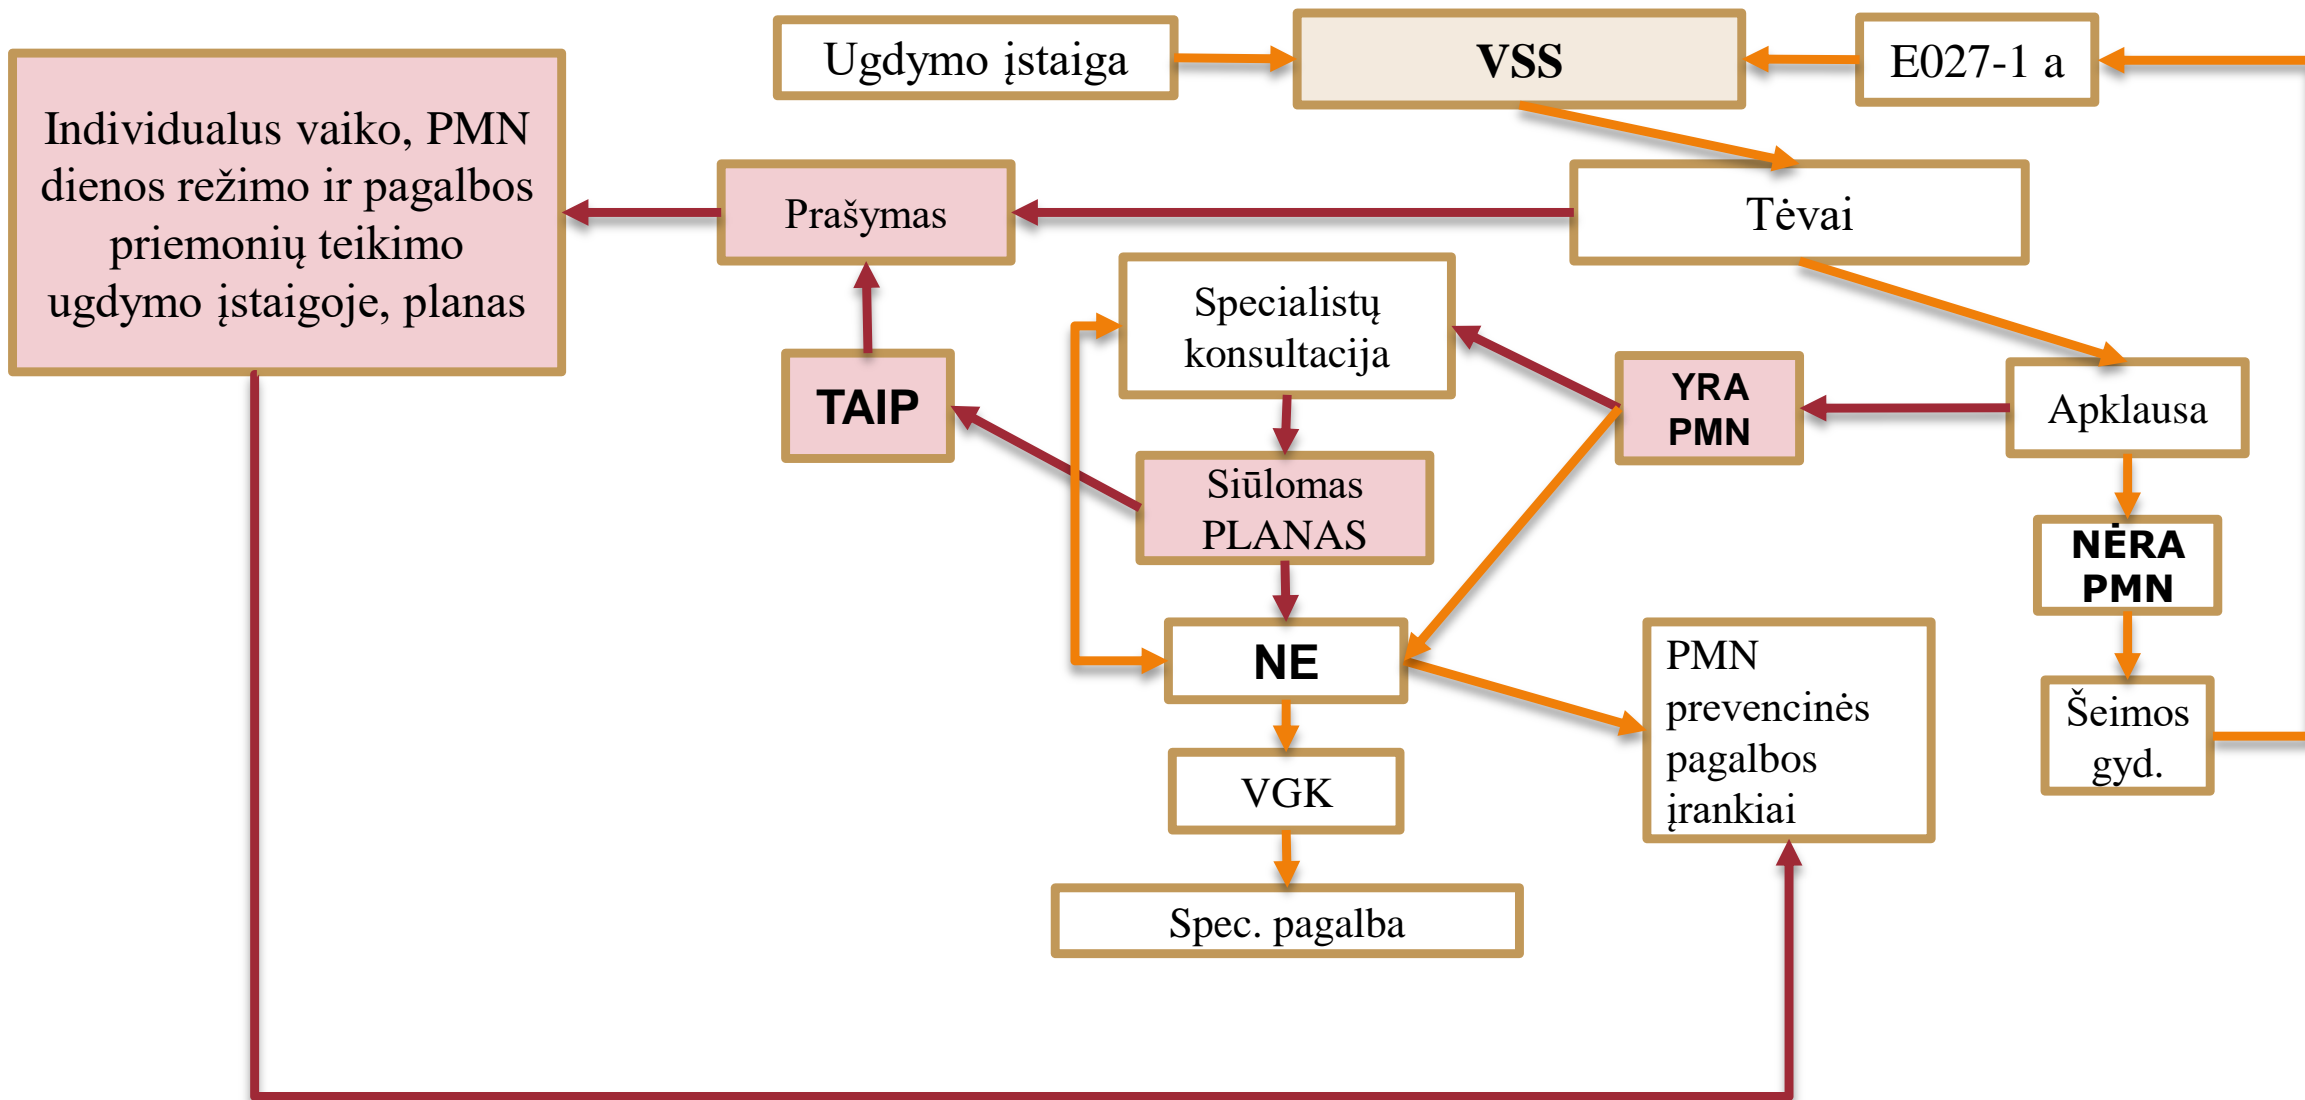 Ugdymo įstaiga
VSS
E027-1 a
Individualus vaiko, PMN
dienos režimo ir pagalbos
priemonių teikimo
ugdymo įstaigoje, planas
Prašymas
Tėvai
Specialistų
konsultacija
TAIP
YRA
PMN
Apklausa
Siūlomas
PLANAS
NĖRA
PMN
NE
PMN
prevencinės
pagalbos
įrankiai
Šeimos
gyd.
VGK
Spec. pagalba